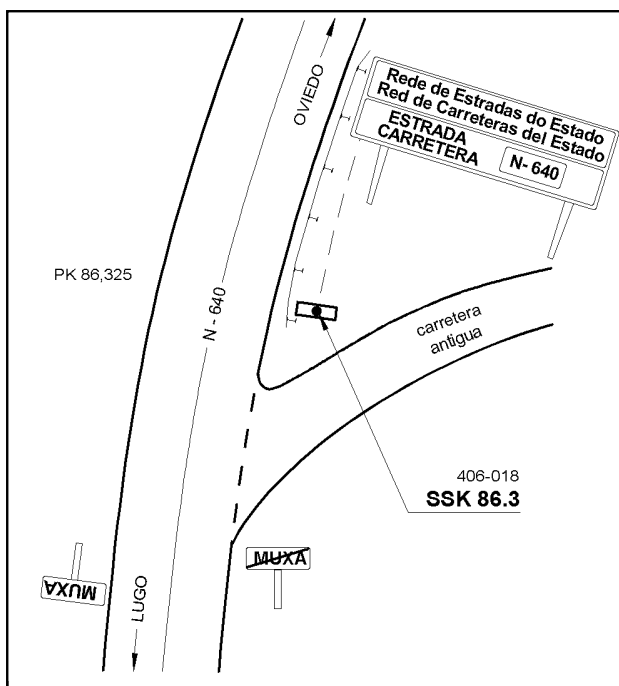 OVIEDO
Rede de Estradas do Estado
Red de Carreteras del Estado
ESTRADA
CARRETERA
N-640
PK 86,325
N-640
carretera
antigua
406-018
SSK 86.3
MUXA
MUXA
LUGO